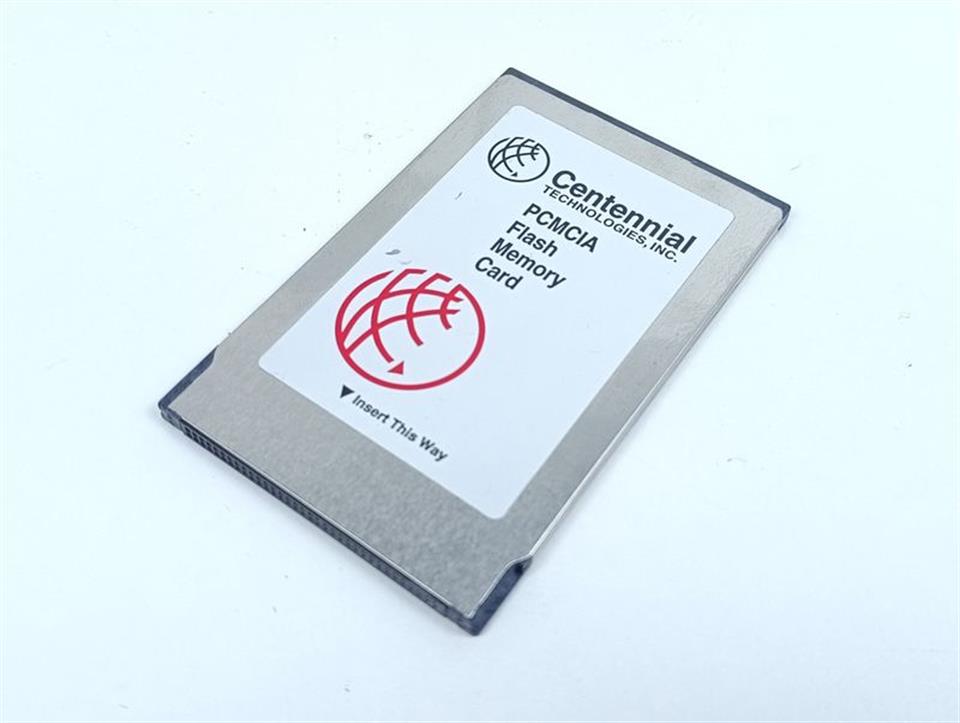 Centennial
TECHNOLOGIES, INC.
PCMCIA
Flash
Memory
Card
Insert This Way